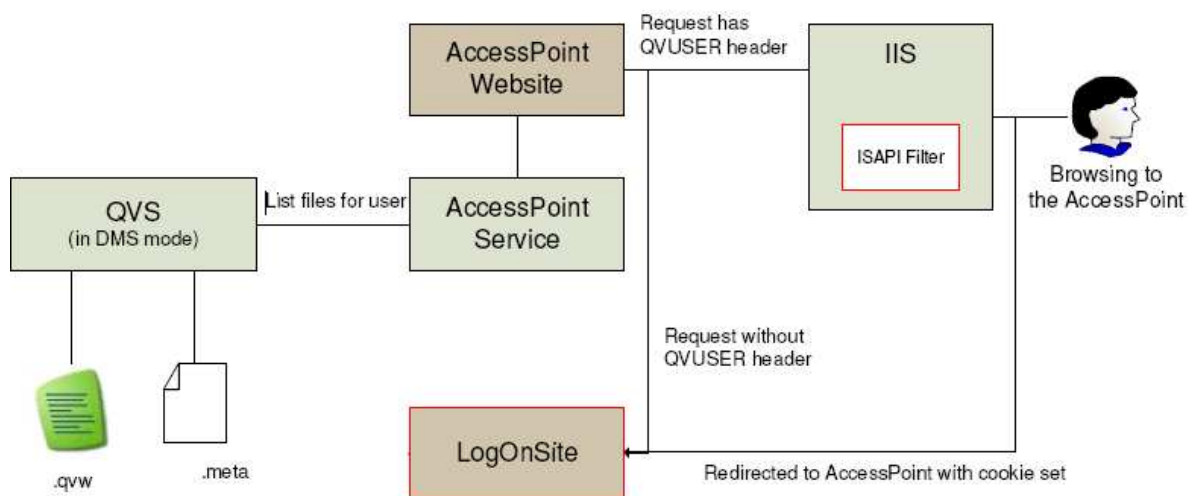 Request has
QVUSER header
AccessPoint
Website
IIS
ISAPI Filter
Browsing to
the AccessPoint
QVS
(in DMS mode)
List files for user
AccessPoint
Service
Request without
QVUSER header
LogOnSite
Redirected to AccessPoint with cookie set
.qvw
.meta